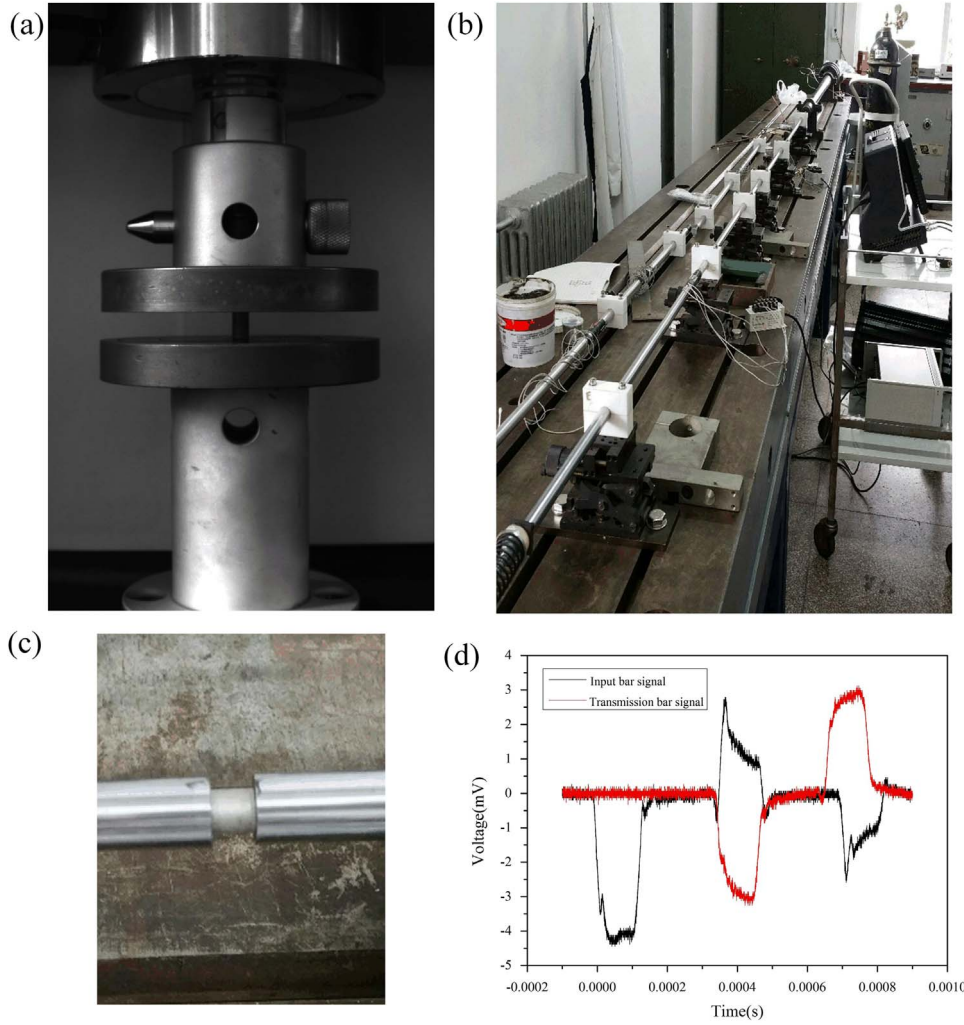 (a)
(b)
(c)
(d)
4
3
2
1
0
-1
-2
-3
-4
-5
Voltage(mV)
Input bar signal
Transmission bar signal
-0.0002
0.0000
0.0002
0.0004
0.0006
0.0008
0.0010
Time(s)